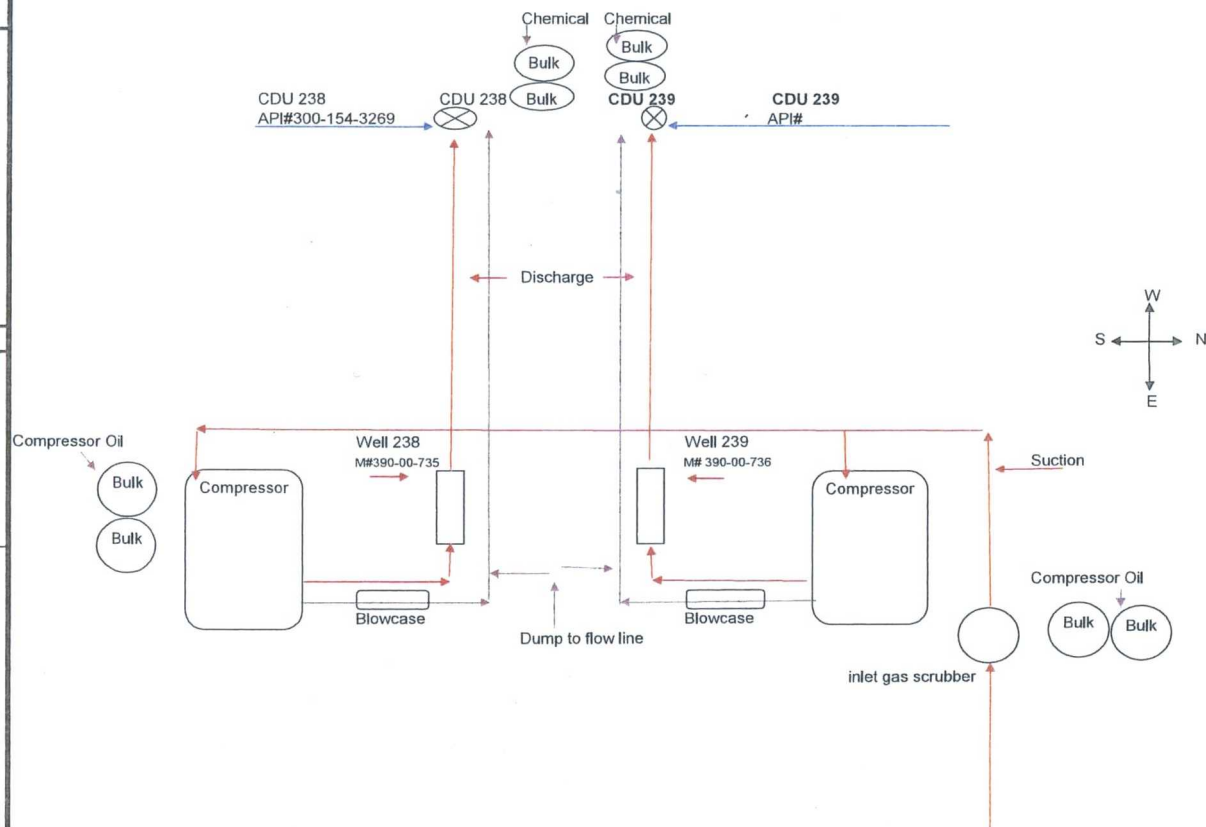 Chemical
Chemical
Bulk
Bulk
Bulk
Bulk
CDU 238
API#300-154-3269
CDU 238
CDU 239
CDU 239
API#
Discharge
W
S
N
E
Compressor Oil
Bulk
Bulk
Compressor
Well 238
M#390-00-735
Well 239
M# 390-00-736
Compressor
Suction
Blowcase
Blowcase
Dump to flow line
inlet gas scrubber
Compressor Oil
Bulk
Bulk